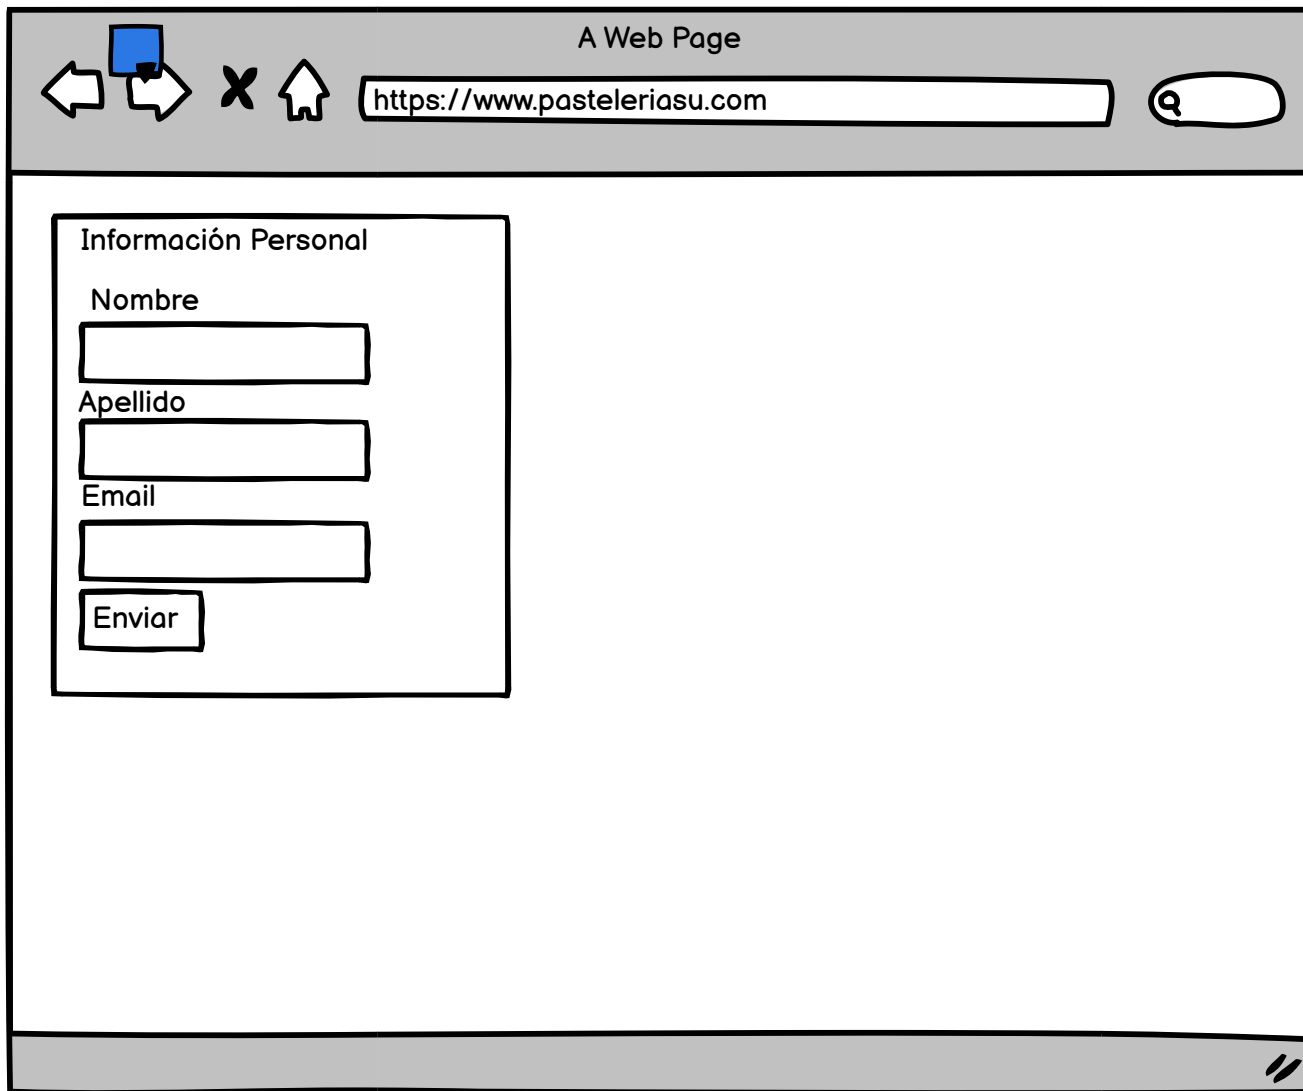 A Web Page
https://www.pasteleriasu.com
Información Personal
Nombre
Apellido
Email
Enviar